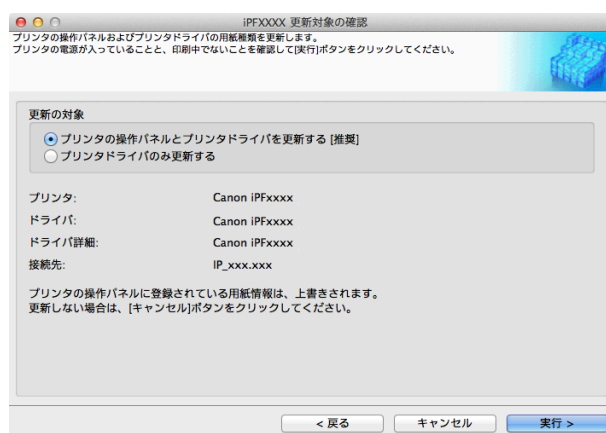 iPFXXXX 更新対象の確認
プリンタの操作パネルおよびプリンタドライバの用紙種類を更新します。
プリンタの電源が入っていることと、印刷中でないことを確認して[実行]ボタンをクリックしてください。
更新の対象
プリンタの操作パネルとプリンタドライバを更新する [推奨]
プリンタドライバのみ更新する
プリンタ: Canon iPFxxxx
ドライバ: Canon iPFxxxx
ドライバ詳細: Canon iPFxxxx
接続先: IP_xxx.xxx
プリンタの操作パネルに登録されている用紙情報は、上書きされます。
更新しない場合は、[キャンセル]ボタンをクリックしてください。
< 戻る キャンセル 実行 >